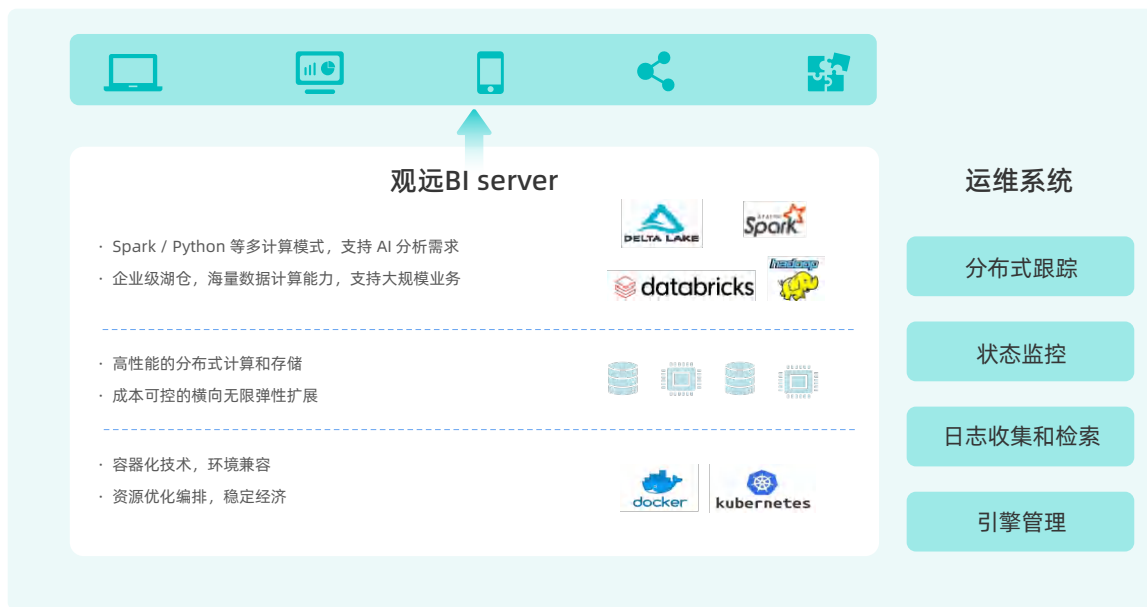 观远BI server
· Spark / Python 等多计算模式，支持 AI 分析需求
· 企业级湖仓，海量数据计算能力，支持大规模业务
DELTA LAKE
APACHE
Spark
databricks
hadoop
· 高性能的分布式计算和存储
· 成本可控的横向无限弹性扩展
· 容器化技术，环境兼容
· 资源优化编排，稳定经济
docker
kubernetes
运维系统
分布式跟踪
状态监控
日志收集和检索
引擎管理